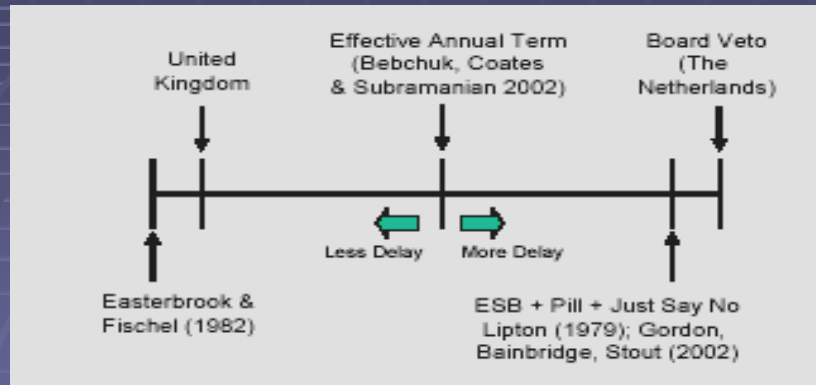 United
Kingdom
Effective Annual Term
(Bebchuk, Coates
& Subramanian 2002)
Board Veto
(The
Netherlands)
Less Delay
More Delay
Easterbrook &
Fischel (1982)
ESB + Pill + Just Say No
Lipton (1979); Gordon,
Bainbridge, Stout (2002)